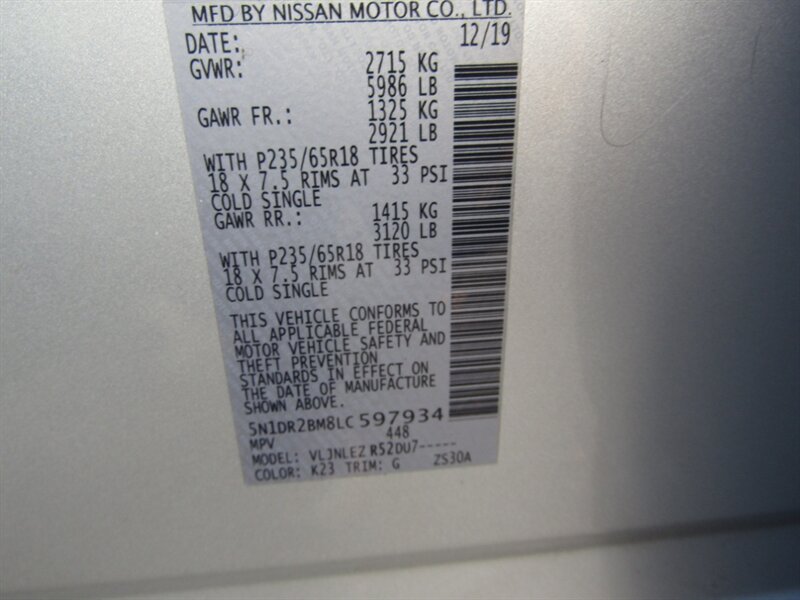 MFD BY NISSAN MOTOR CO., LTD.
DATE: 12/19
GVWR: 2715 KG
5986 LB
GAWR FR.: 1325 KG
2921 LB
WITH P235/65R18 TIRES
18 X 7.5 RIMS AT 33 PSI
COLD SINGLE
GAWR RR.: 1415 KG
3120 LB
WITH P235/65R18 TIRES
18 X 7.5 RIMS AT 33 PSI
COLD SINGLE
THIS VEHICLE CONFORMS TO
ALL APPLICABLE FEDERAL
MOTOR VEHICLE SAFETY AND
THEFT PREVENTION
STANDARDS IN EFFECT ON
THE DATE OF MANUFACTURE
SHOWN ABOVE.
5N1DR2BM8LC597934
MPV 448
MODEL: VLJNLEZ R52DU7-----
COLOR: K23 TRIM: G ZS30A